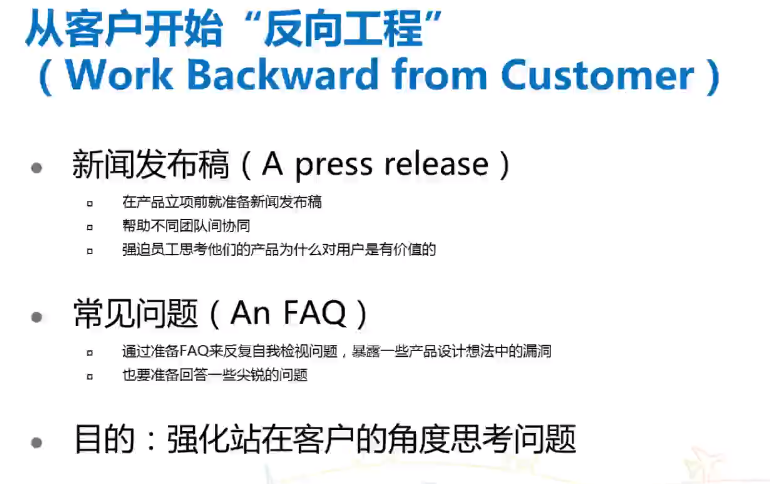 从客户开始“反向工程”
（Work Backward from Customer）
• 新闻发布稿（A press release）
▫ 在产品立项前就准备新闻发布稿
▫ 帮助不同团队间协同
▫ 强迫员工思考他们的产品为什么对用户是有价值的
• 常见问题（An FAQ）
▫ 通过准备FAQ来反复自我检视问题，暴露一些产品设计想法中的漏洞
▫ 也要准备回答一些尖锐的问题
• 目的：强化站在客户的角度思考问题